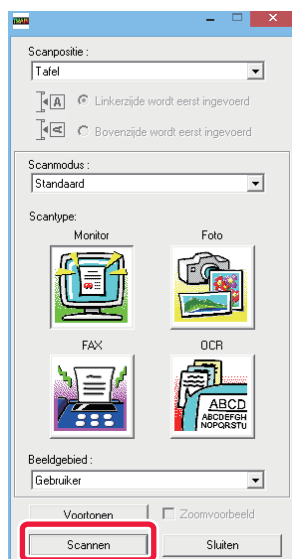 Scanpositie :
Tafel
A Linkerzijde wordt eerst ingevoerd
A Bovenzijde wordt eerst ingevoerd
Scanmodus :
Standaard
Scantype:
Monitor Foto
FAX OCR
ABCD
ABCDEFGH
NOPQRSTU
Beeldgebied :
Gebruiker
Voortonen Zoomvoorbeeld
Scannen Sluiten